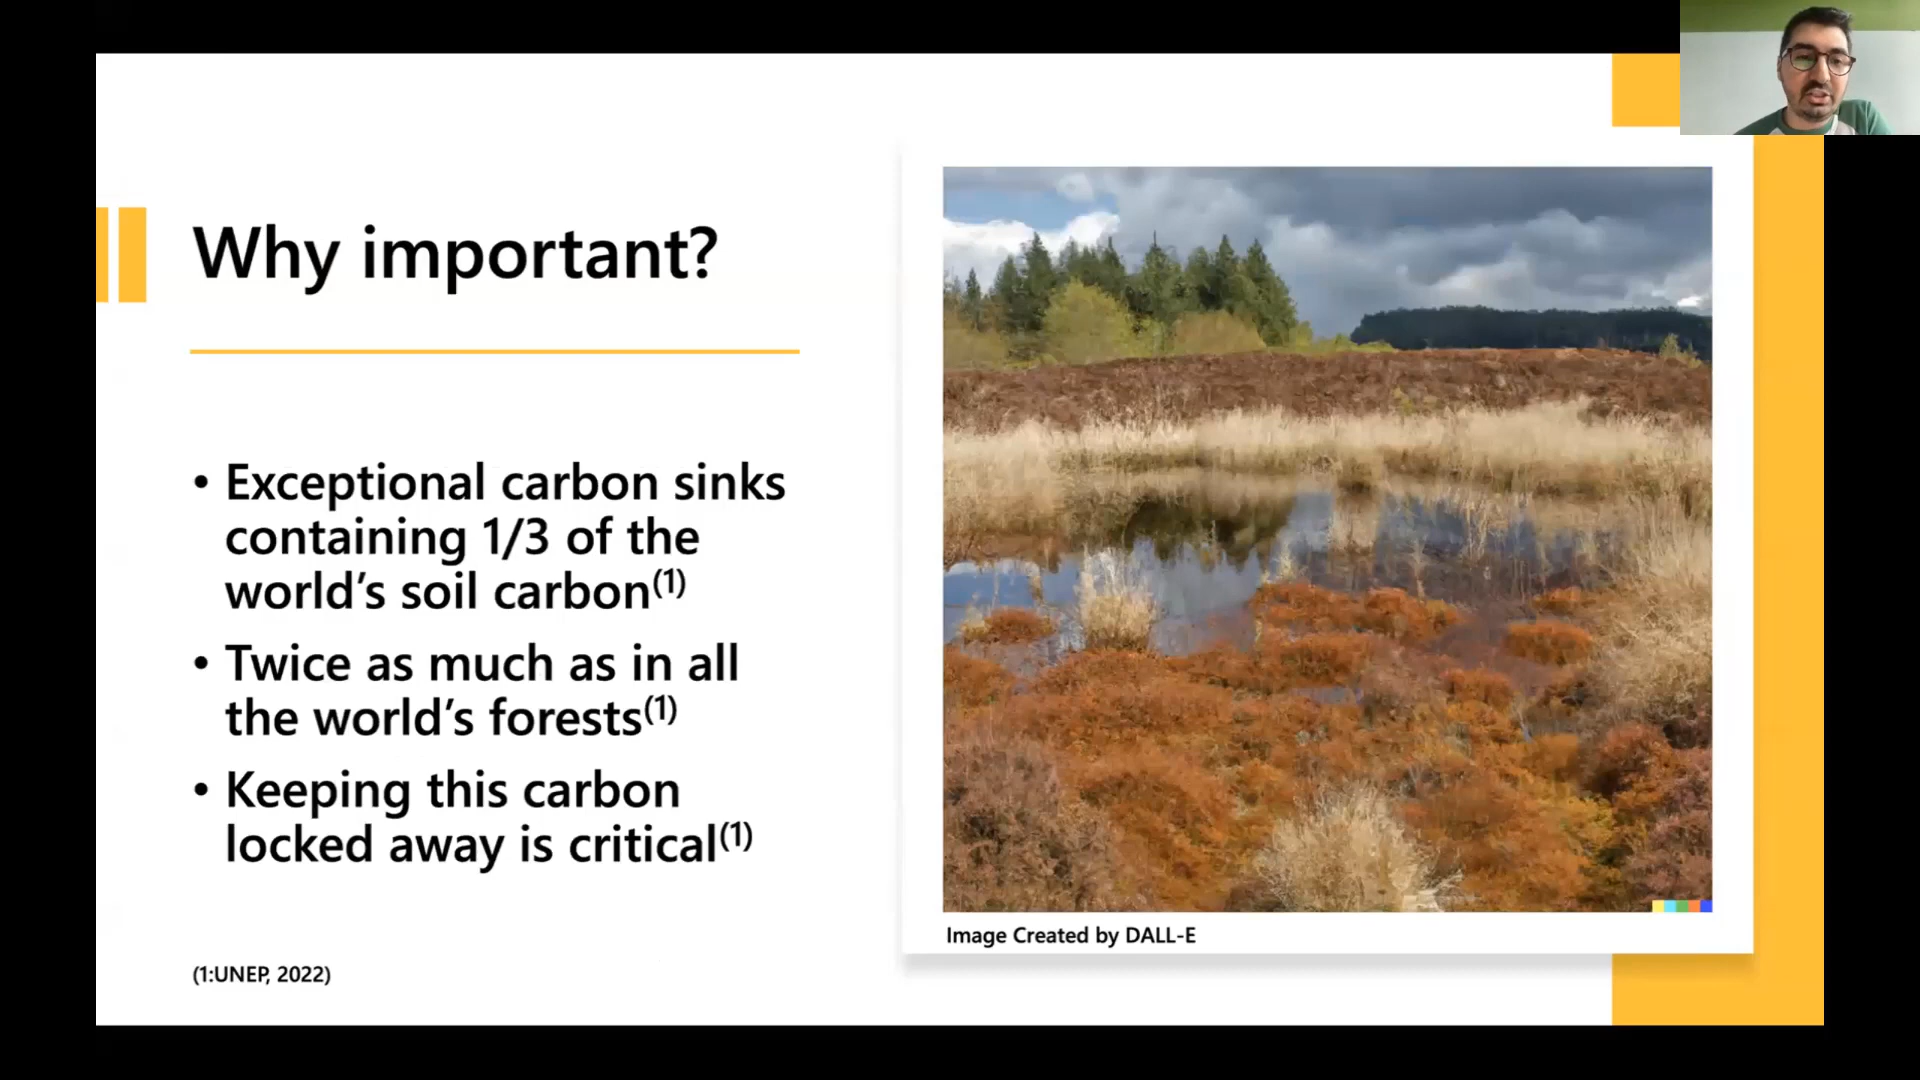 Why important?
• Exceptional carbon sinks
containing 1/3 of the
world's soil carbon(1)
• Twice as much as in all
the world's forests(1)
• Keeping this carbon
locked away is critical(1)
(1:UNEP, 2022)
Image Created by DALL-E